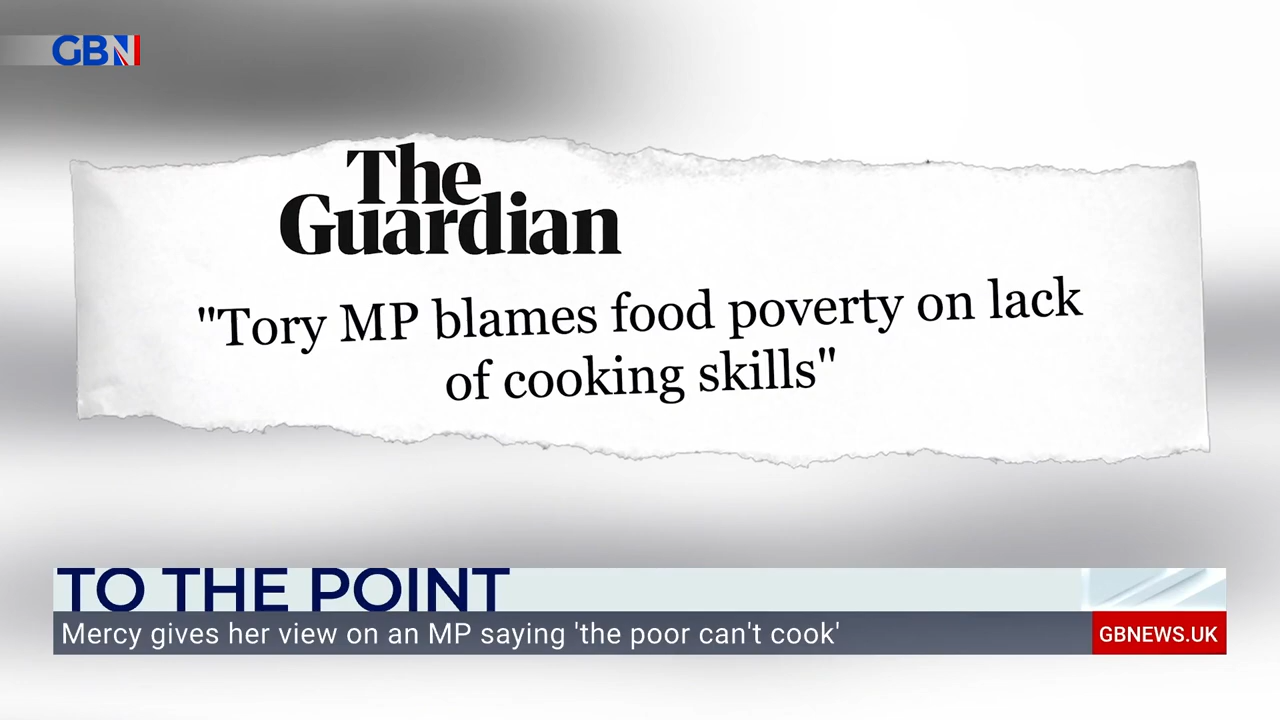 GBN
The
Guardian
"Tory MP blames food poverty on lack
of cooking skills"
TO THE POINT
Mercy gives her view on an MP saying 'the poor can't cook'
GBNEWS.UK